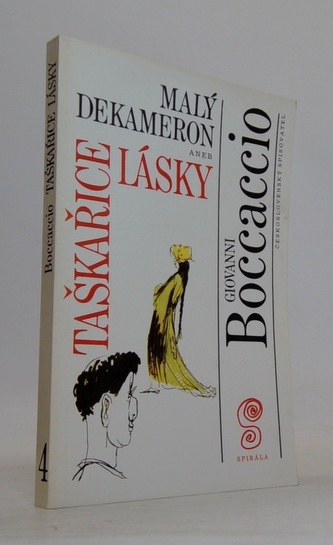 Boccaccio TAŠKAŘICE LÁSKY
4
MALÝ
DEKAMERON
ANEB
TAŠKAŘICE
LÁSKY
GIOVANNI
Boccaccio
ČESKOSLOVENSKÝ SPISOVATEL
SPIRÁLA